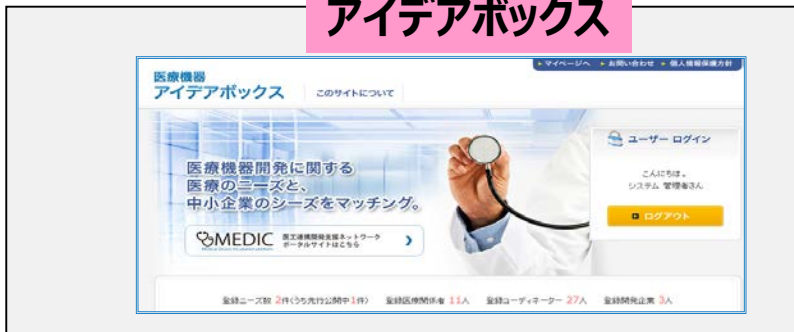 アイデアボックス
マイページへ お問い合わせ 個人情報保護方針
医療機器
アイデアボックス
このサイトについて
ユーザー ログイン
こんにちは。
システム 管理者さん
ログアウト
医療機器開発に関する
医療のニーズと、
中小企業のシーズをマッチング。
MEDIC
医工連携開発支援ネットワーク
ポータルサイトはこちら
登録ニーズ数 2件(うち先行公開中1件) 登録医療関係者 11人 登録コーディネーター 27人 登録開発企業 3人